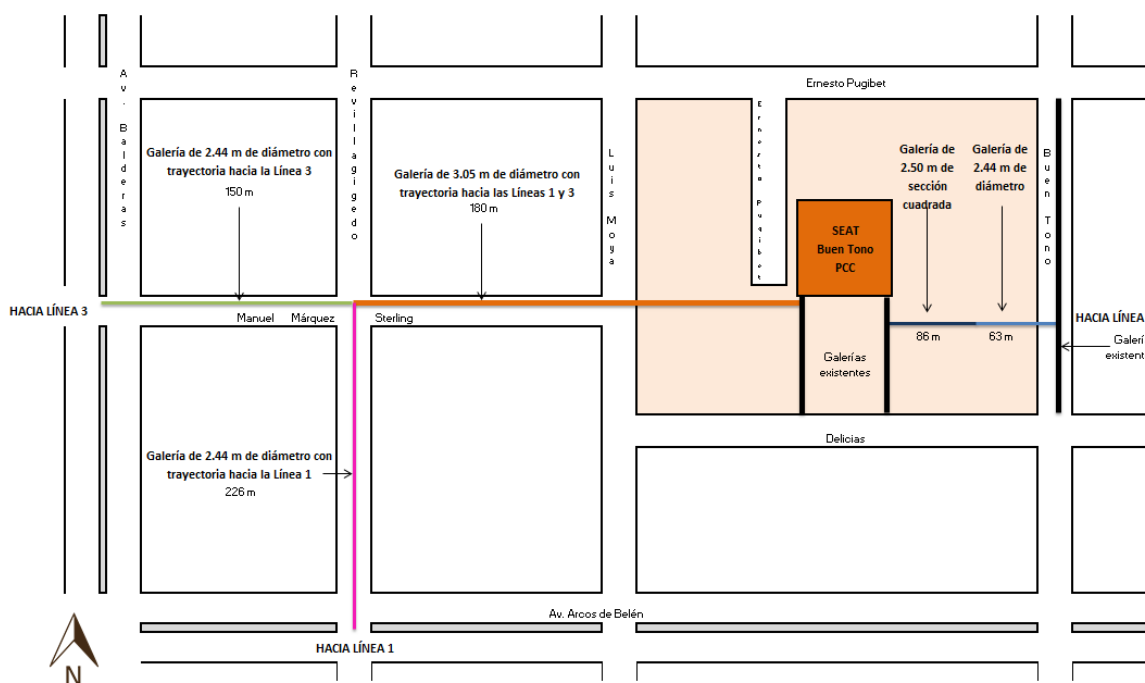 Ernesto Pugibet
Av. Balderas
Revillagigedo
Luis Moya
Ernesto Pugibet
Buen Tono
Galería de 2.44 m de diámetro con
trayectoria hacia la Línea 3
150 m
Galería de 3.05 m de diámetro con
trayectoria hacia las Líneas 1 y 3
180 m
Galería de
2.50 m de
sección
cuadrada
Galería de
2.44 m de
diámetro
SEAT
Buen Tono
PCC
HACIA LÍNEA 3
Manuel Márquez Sterling
HACIA LÍNEA
86 m
63 m
Galerí
existent
Galerías
existentes
Delicias
Galería de 2.44 m de diámetro con
trayectoria hacia la Línea 1
226 m
Av. Arcos de Belén
HACIA LÍNEA 1
N